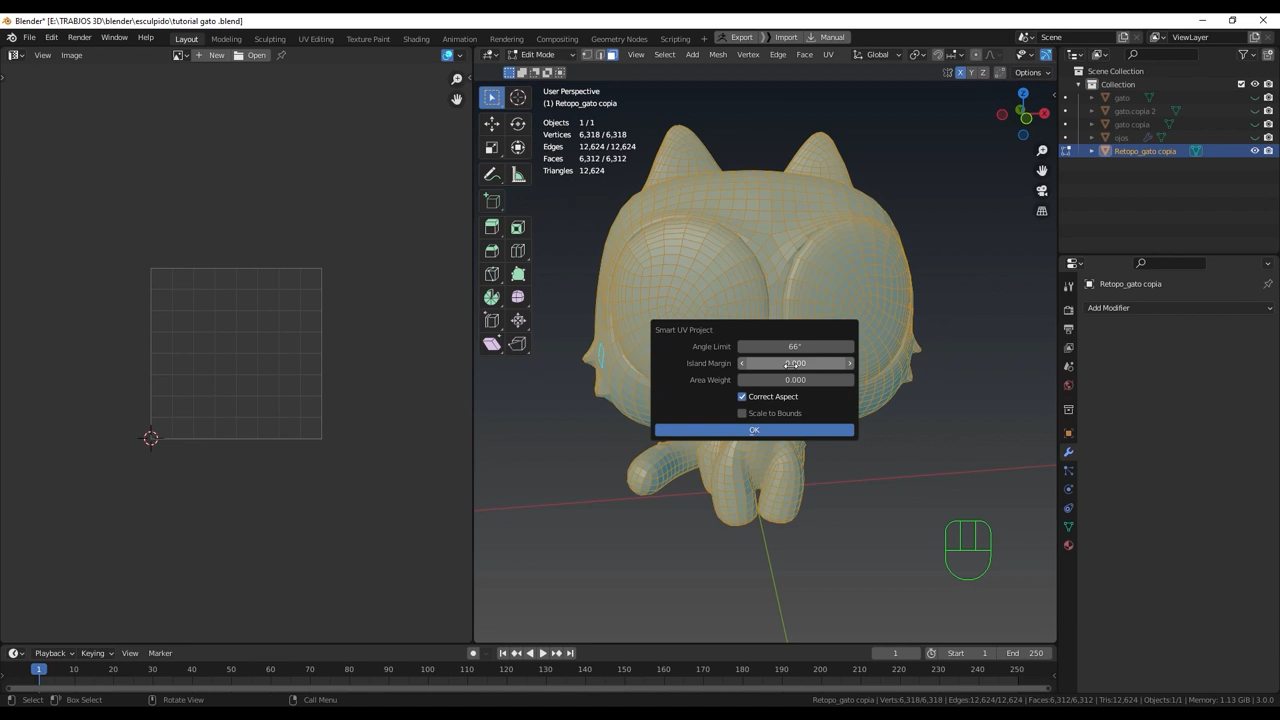 Blender* [E:\TRABJOS 3D\blender\esculpido\tutorial gato .blend]
File Edit Render Window Help Layout Modeling Sculpting UV Editing Texture Paint Shading Animation Rendering Compositing Geometry Nodes Scripting + Export Import Manual Scene ViewLayer
View Image New Open Edit Mode View Select Add Mesh Vertex Edge Face UV Global
X Y Z Options
User Perspective
(1) Retopo_gato copia
Objects 1/1
Vertices 6,318/6,318
Edges 12,624/12,624
Faces 6,312/6,312
Triangles 12,624
Z
X
Y
Scene Collection
Collection
gato
gato.copia 2
gato copia
ojos
Retopo_gato copia
Retopo_gato copia
Add Modifier
Smart UV Project
Angle Limit 66°
Island Margin 0.000
Area Weight 0.000
Correct Aspect
Scale to Bounds
OK
Playback Keying View Marker 1 Start 1 End 250
1 10 20 30 40 50 60 70 80 90 100 110 120 130 140 150 160 170 180 190 200 210 220 230 240 250
Select Box Select Rotate View Call Menu Retopo_gato copia | Verts:6,318/6,318 | Edges:12,624/12,624 | Faces:6,312/6,312 | Tris:12,624 | Objects:1/1 | Memory: 1.13 GiB | 3.0.0